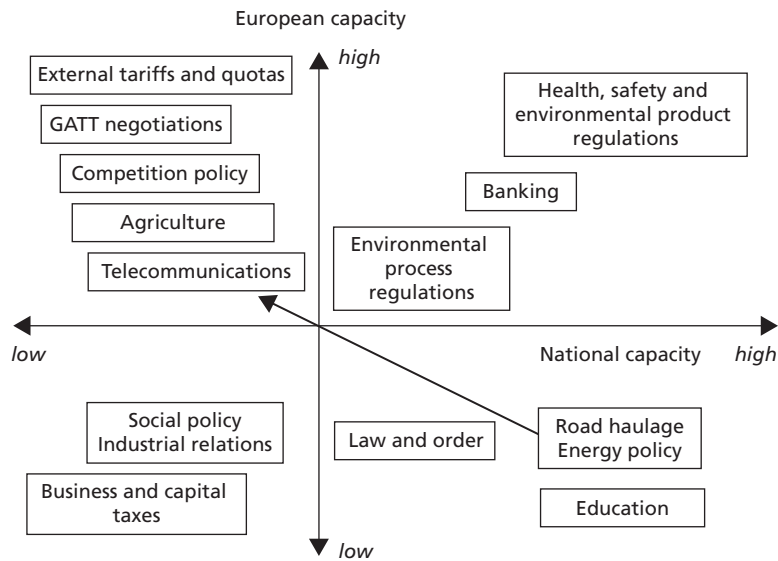 European capacity
high
External tariffs and quotas
GATT negotiations
Competition policy
Agriculture
Telecommunications
Health, safety and
environmental product
regulations
Banking
Environmental
process
regulations
low
National capacity
high
Social policy
Industrial relations
Business and capital
taxes
Law and order
Road haulage
Energy policy
Education
low